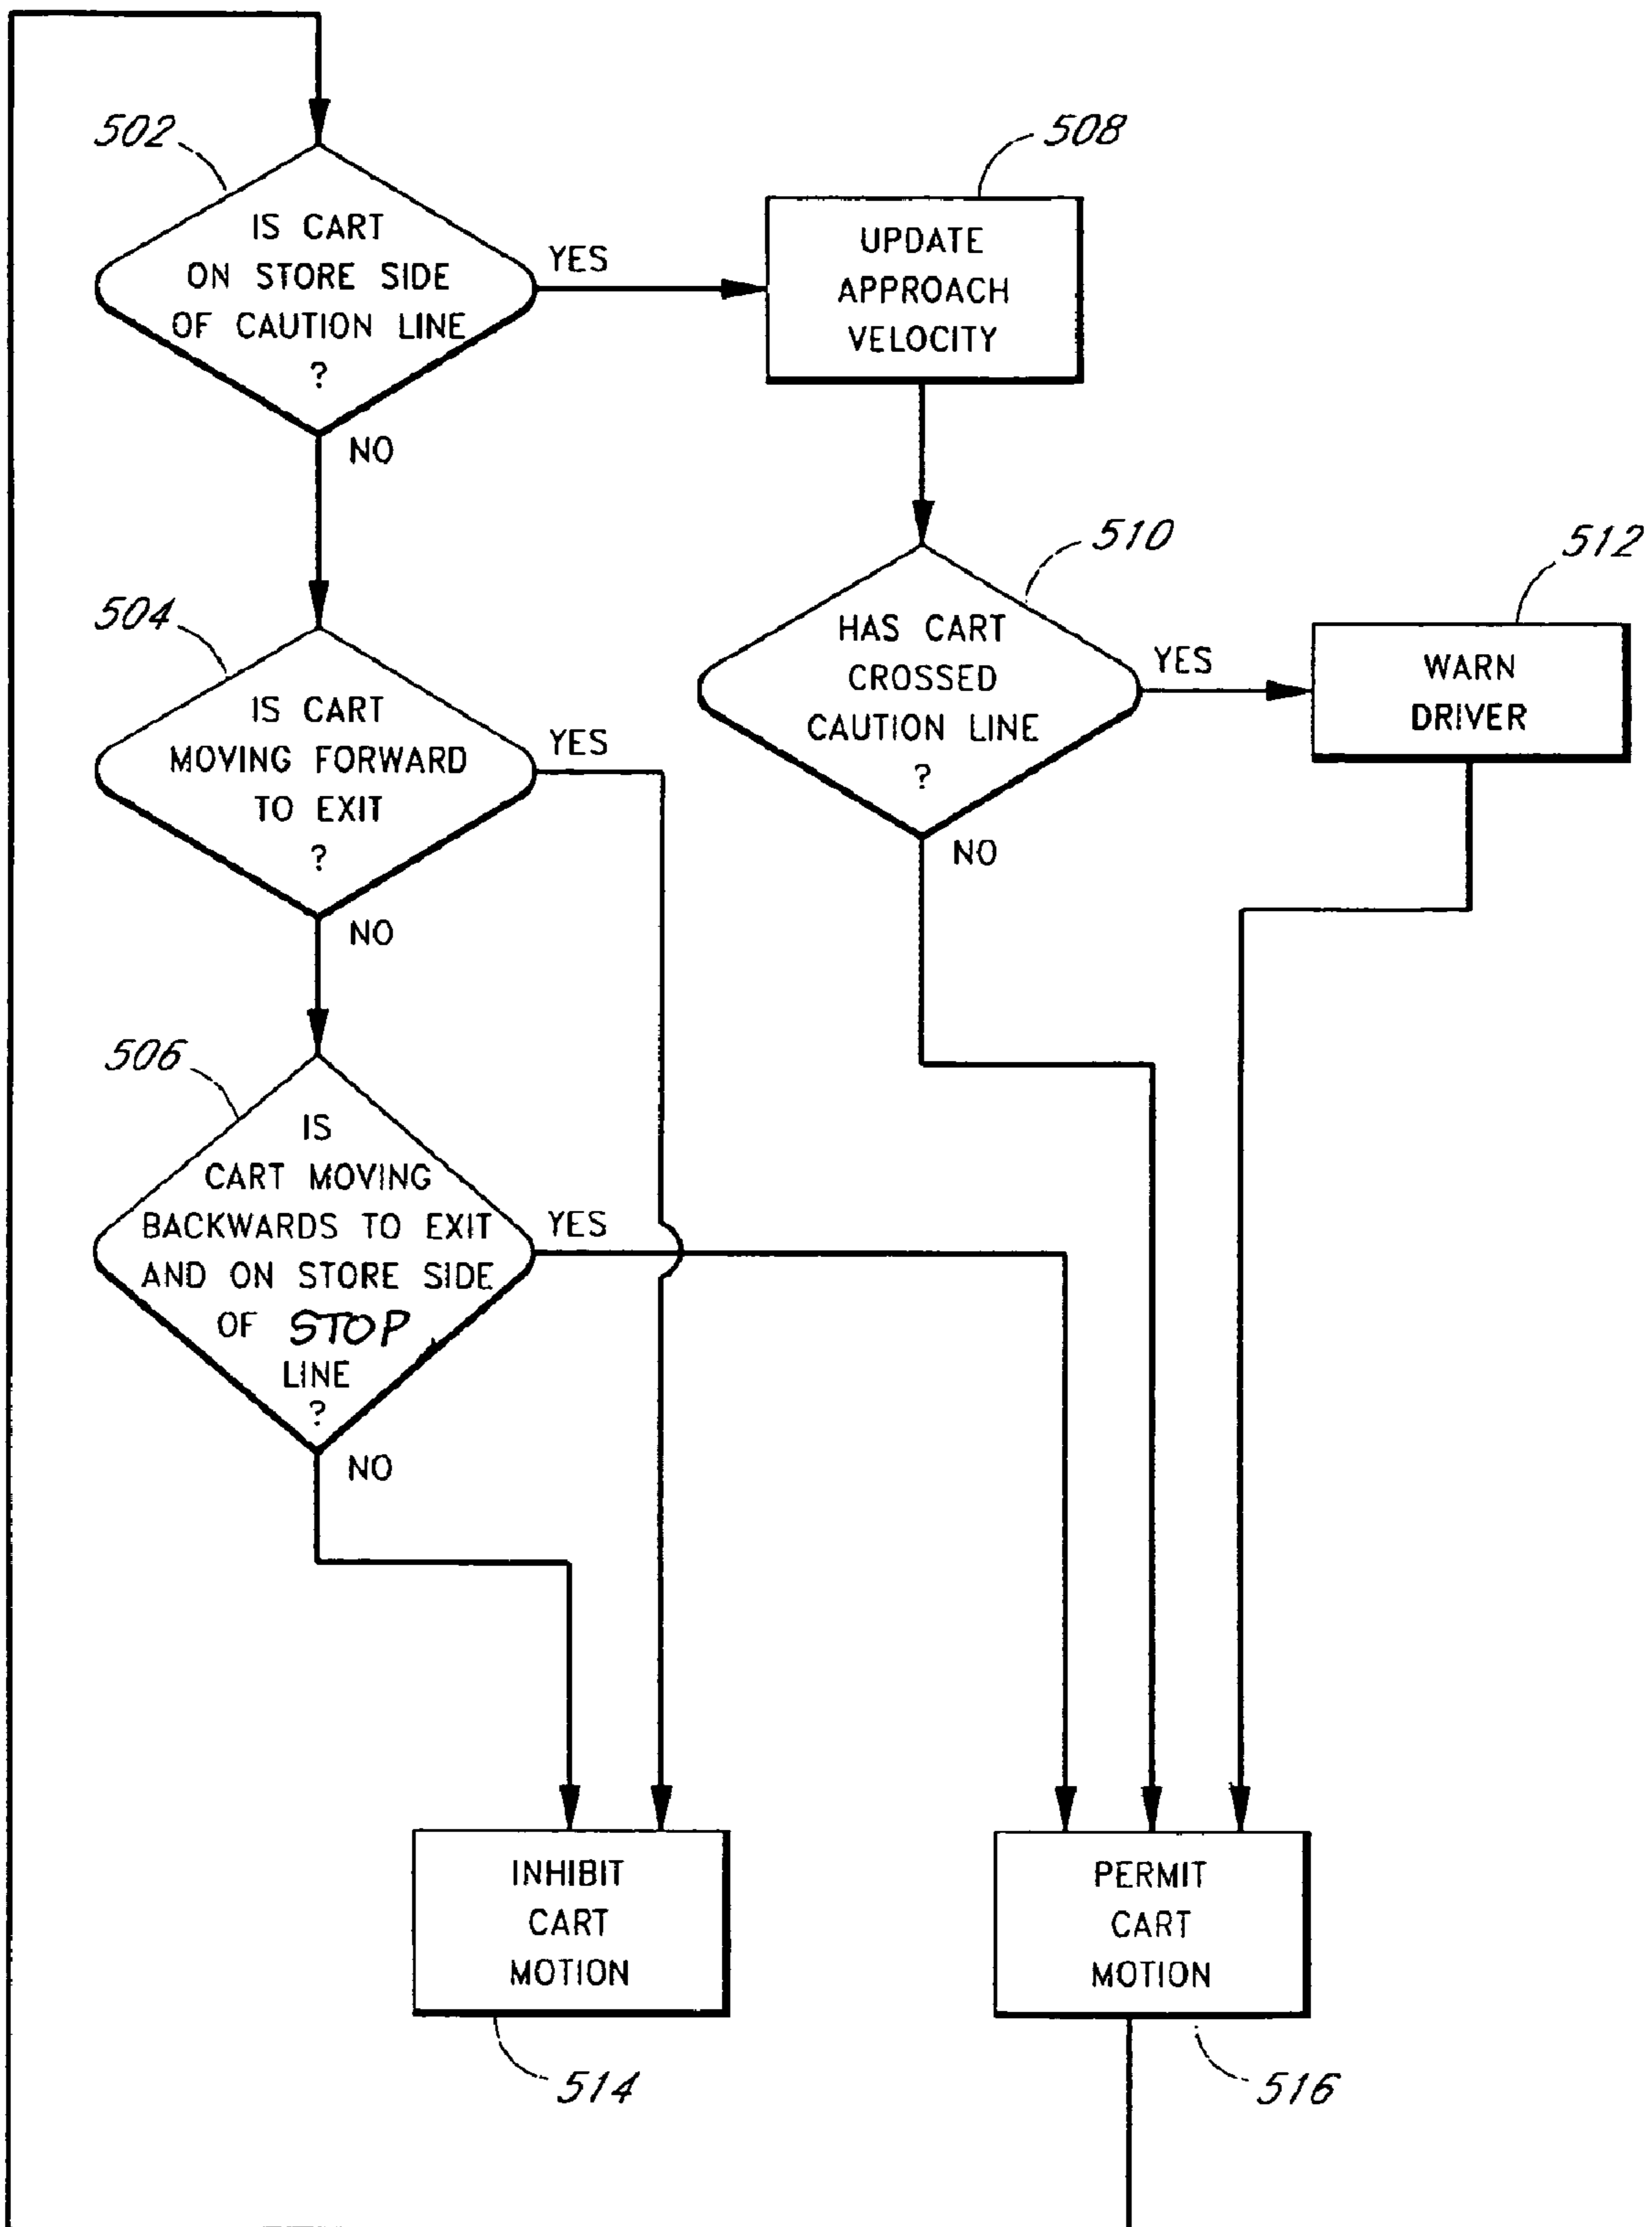 502
IS CART
ON STORE SIDE
OF CAUTION LINE
?
YES
NO
508
UPDATE
APPROACH
VELOCITY
504
IS CART
MOVING FORWARD
TO EXIT
?
YES
NO
510
HAS CART
CROSSED
CAUTION LINE
?
YES
NO
512
WARN
DRIVER
506
IS
CART MOVING
BACKWARDS TO EXIT
AND ON STORE SIDE
OF STOP
LINE
?
YES
NO
INHIBIT
CART
MOTION
514
PERMIT
CART
MOTION
516